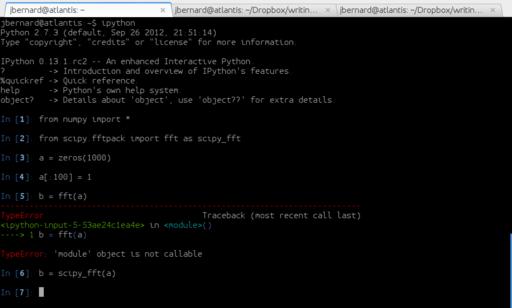 jbernard@atlantis: ~ × jbernard@atlantis: ~/Dropbox/writin... × jbernard@atlantis: ~/Dropbox/writin... ×
jbernard@atlantis ~$ ipython
Python 2 7 3 (default, Sep 26 2012, 21:51:14)
Type "copyright", "credits" or "license" for more information
IPython 0 13 1 rc2 -- An enhanced Interactive Python
? -> Introduction and overview of IPython's features
%quickref -> Quick reference
help -> Python's own help system
object? -> Details about 'object', use 'object??' for extra details
In [1] from numpy import *
In [2] from scipy fftpack import fft as scipy_fft
In [3] a = zeros(1000)
In [4] a[ 100] = 1
In [5] b = fft(a)
---------------------------------------------------------------------------
TypeError Traceback (most recent call last)
<ipython-input-5-53ae24c1ea4e> in <module>()
----> 1 b = fft(a)
TypeError 'module' object is not callable
In [6] b = scipy_fft(a)
In [7]